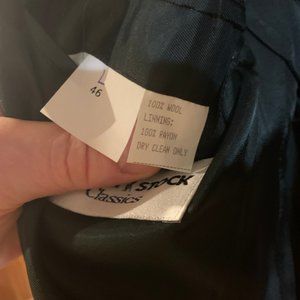 L
46
100% WOOL
LINNING:
100% RAYON
DRY CLEAN ONLY
STOCK
Classics